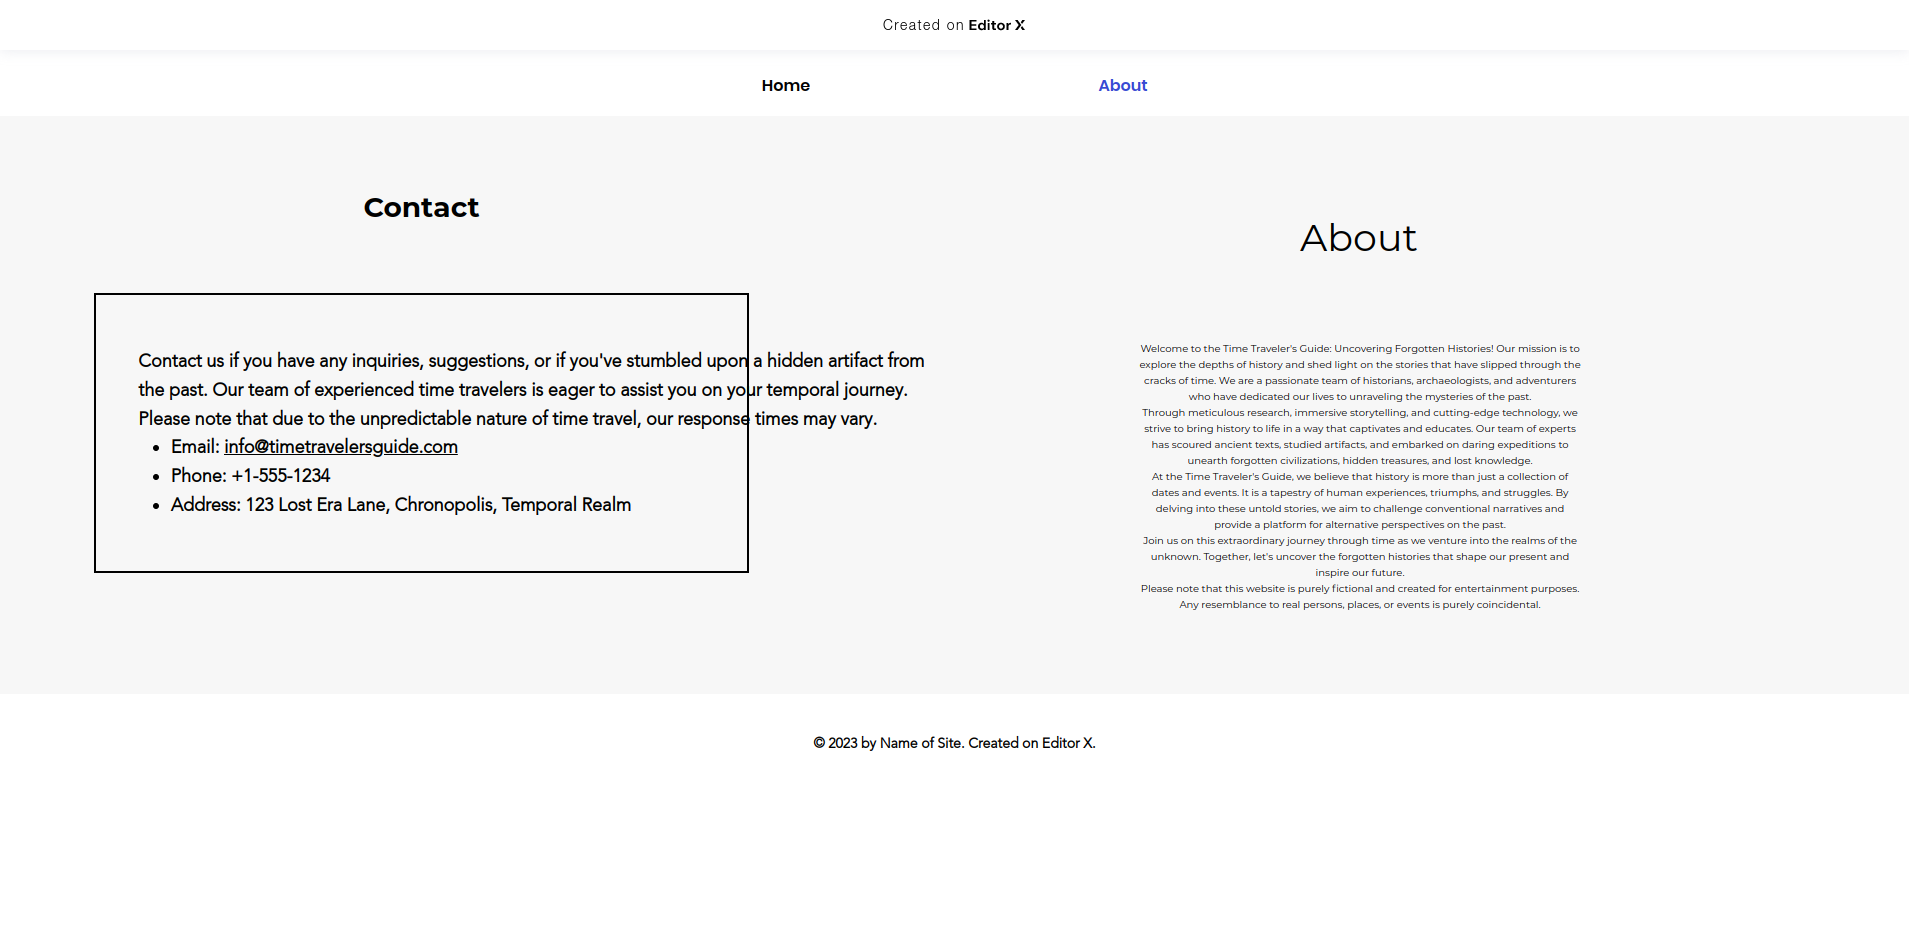 Created on Editor X
Home
About
Contact
Contact us if you have any inquiries, suggestions, or if you've stumbled upon a hidden artifact from
the past. Our team of experienced time travelers is eager to assist you on your temporal journey.
Please note that due to the unpredictable nature of time travel, our response times may vary.
• Email: info@timetravelersguide.com
• Phone: +1-555-1234
• Address: 123 Lost Era Lane, Chronopolis, Temporal Realm
About
Welcome to the Time Traveler's Guide: Uncovering Forgotten Histories! Our mission is to
explore the depths of history and shed light on the stories that have slipped through the
cracks of time. We are a passionate team of historians, archaeologists, and adventurers
who have dedicated our lives to unraveling the mysteries of the past.
Through meticulous research, immersive storytelling, and cutting-edge technology, we
strive to bring history to life in a way that captivates and educates. Our team of experts
has scoured ancient texts, studied artifacts, and embarked on daring expeditions to
unearth forgotten civilizations, hidden treasures, and lost knowledge.
At the Time Traveler's Guide, we believe that history is more than just a collection of
dates and events. It is a tapestry of human experiences, triumphs, and struggles. By
delving into these untold stories, we aim to challenge conventional narratives and
provide a platform for alternative perspectives on the past.
Join us on this extraordinary journey through time as we venture into the realms of the
unknown. Together, let's uncover the forgotten histories that shape our present and
inspire our future.
Please note that this website is purely fictional and created for entertainment purposes.
Any resemblance to real persons, places, or events is purely coincidental.
© 2023 by Name of Site. Created on Editor X.